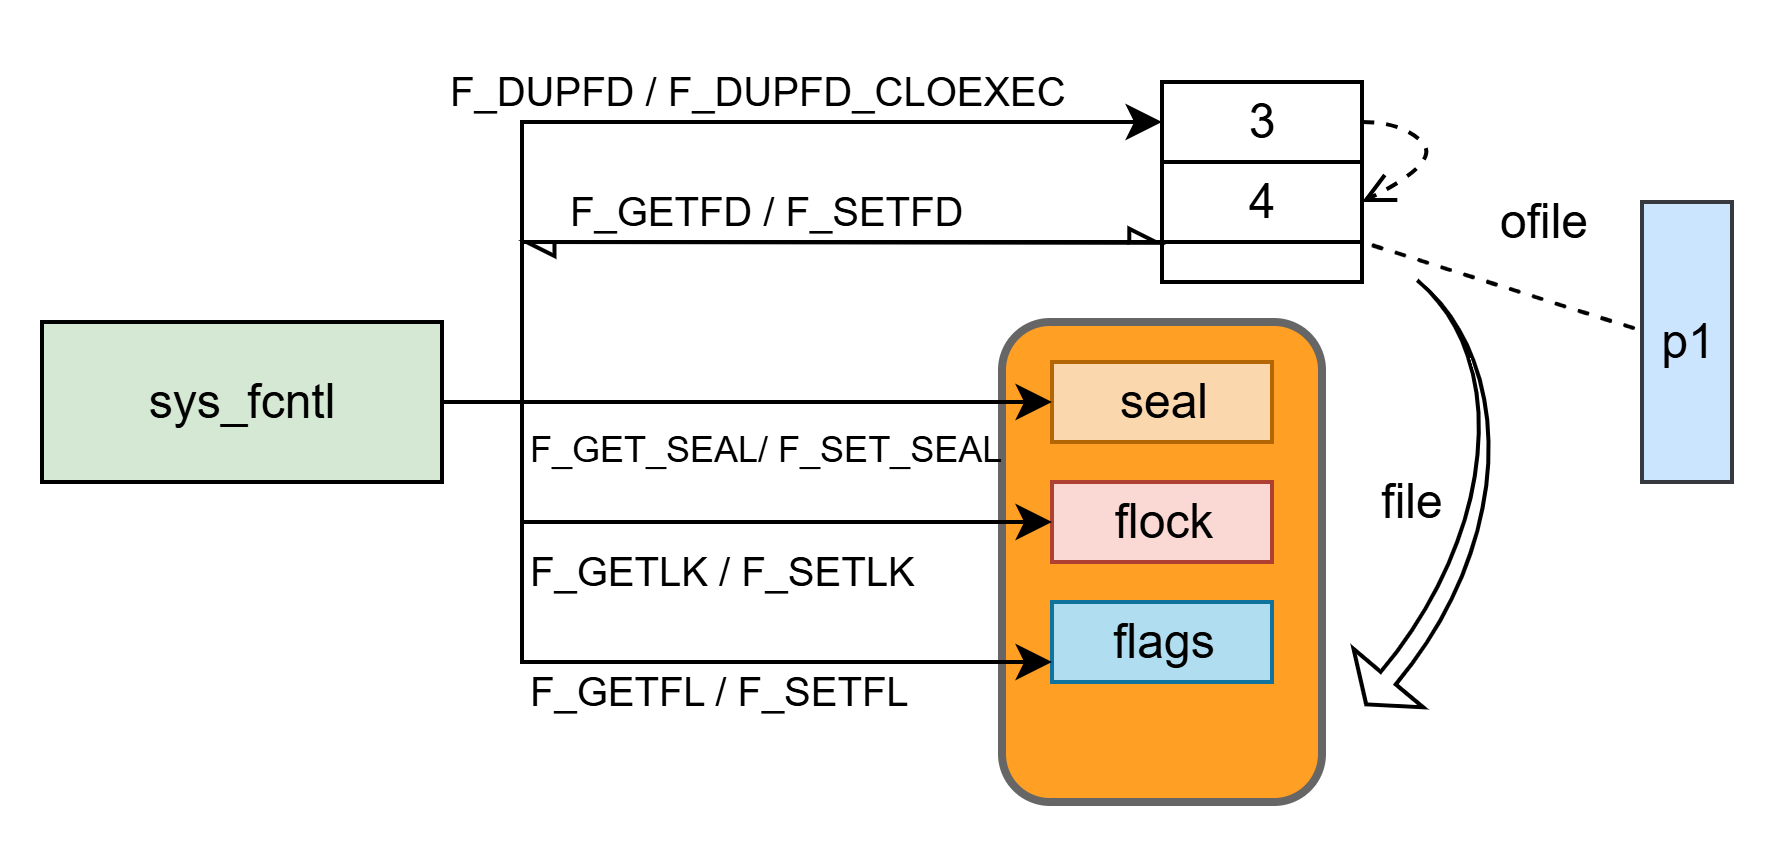 F_DUPFD / F_DUPFD_CLOEXEC
3
F_GETFD / F_SETFD
4
ofile
p1
sys_fcntl
seal
F_GET_SEAL/ F_SET_SEAL
file
flock
F_GETLK / F_SETLK
flags
F_GETFL / F_SETFL